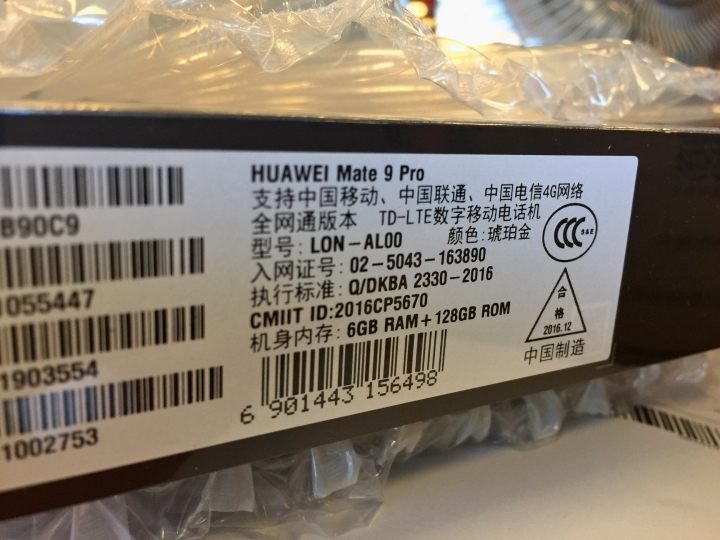 HUAWEI Mate 9 Pro
支持中国移动、中国联通、中国电信4G网络
全网通版本 TD-LTE数字移动电话机
型号: LON-AL00 颜色:琥珀金
CCC S&E
入网证号: 02-5043-163890
执行标准: Q/DKBA 2330-2016
CMIIT ID:2016CP5670
机身内存: 6GB RAM+128GB ROM
合
格
2016.12
中国制造
6 901443 156498
B90C9
1055447
1903554
1002753